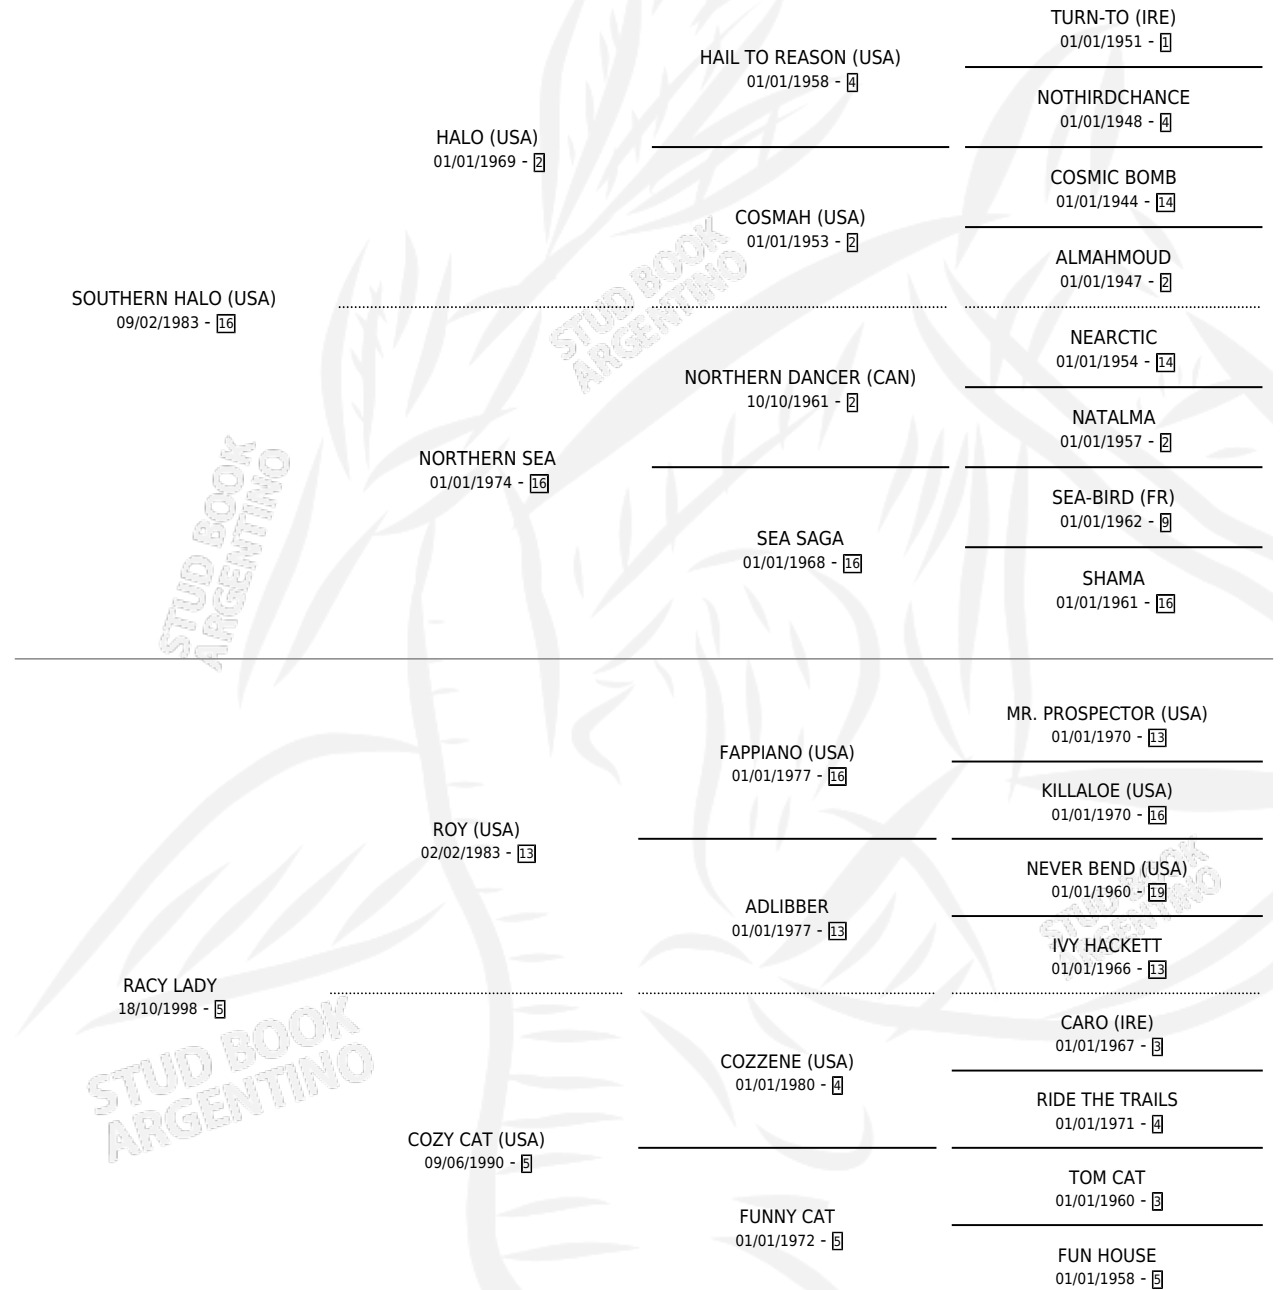 TURN-TO (IRE)
01/01/1951 - 1
HAIL TO REASON (USA)
01/01/1958 - 4
NOTHIRDCHANCE
01/01/1948 - 4
HALO (USA)
01/01/1969 - 2
COSMIC BOMB
01/01/1944 - 14
COSMAH (USA)
01/01/1953 - 2
ALMAHMOUD
01/01/1947 - 2
SOUTHERN HALO (USA)
09/02/1983 - 16
STUD BOOK
ARGENTINO
NEARCTIC
01/01/1954 - 14
NORTHERN DANCER (CAN)
10/10/1961 - 2
NATALMA
01/01/1957 - 2
NORTHERN SEA
01/01/1974 - 16
SEA-BIRD (FR)
01/01/1962 - 9
SEA SAGA
01/01/1968 - 16
SHAMA
01/01/1961 - 16
STUD BOOK
ARGENTINO
MR. PROSPECTOR (USA)
01/01/1970 - 13
FAPPIANO (USA)
01/01/1977 - 16
KILLALOE (USA)
01/01/1970 - 16
ROY (USA)
02/02/1983 - 13
NEVER BEND (USA)
01/01/1960 - 19
STUD BOOK
ARGENTINO
ADLIBBER
01/01/1977 - 13
IVY HACKETT
01/01/1966 - 13
RACY LADY
18/10/1998 - 5
STUD BOOK
ARGENTINO
CARO (IRE)
01/01/1967 - 3
COZZENE (USA)
01/01/1980 - 4
RIDE THE TRAILS
01/01/1971 - 4
COZY CAT (USA)
09/06/1990 - 5
TOM CAT
01/01/1960 - 3
FUNNY CAT
01/01/1972 - 5
FUN HOUSE
01/01/1958 - 5